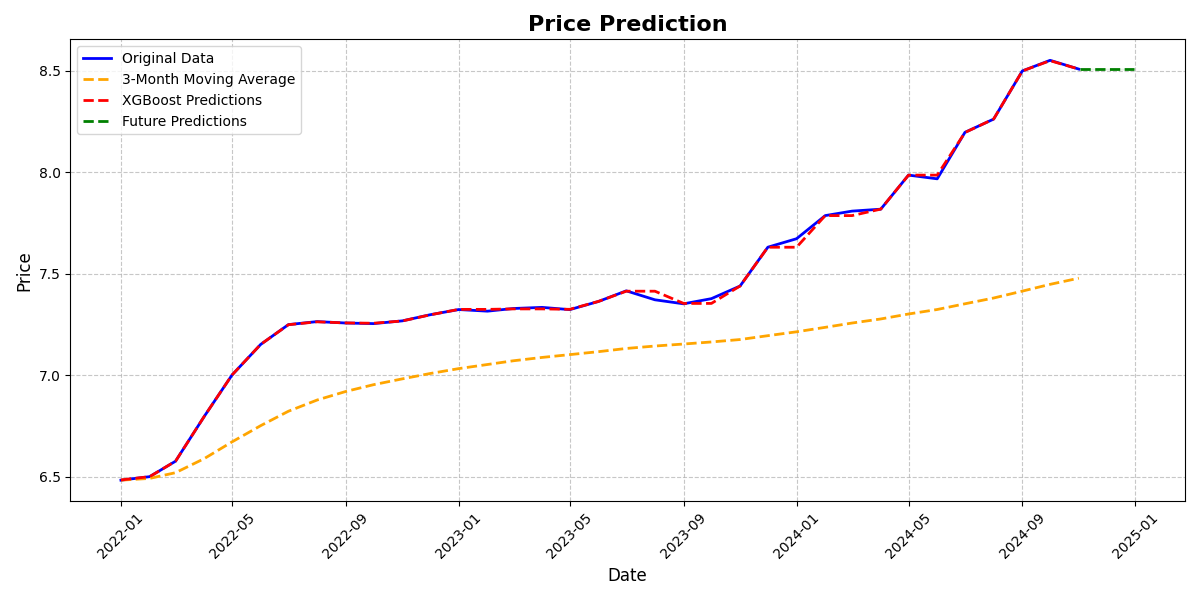 Price Prediction
Original Data
3-Month Moving Average
XGBoost Predictions
Future Predictions
Price
8.5
8.0
7.5
7.0
6.5
2022-01
2022-05
2022-09
2023-01
2023-05
2023-09
2024-01
2024-05
2024-09
2025-01
Date